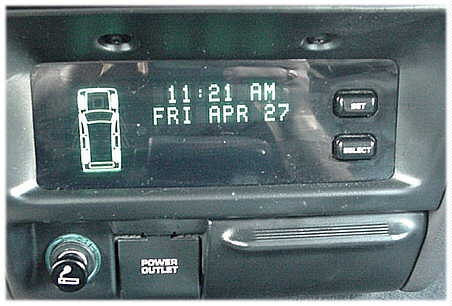 11:21 AM
FRI APR 27
SET
SELECT
POWER
OUTLET